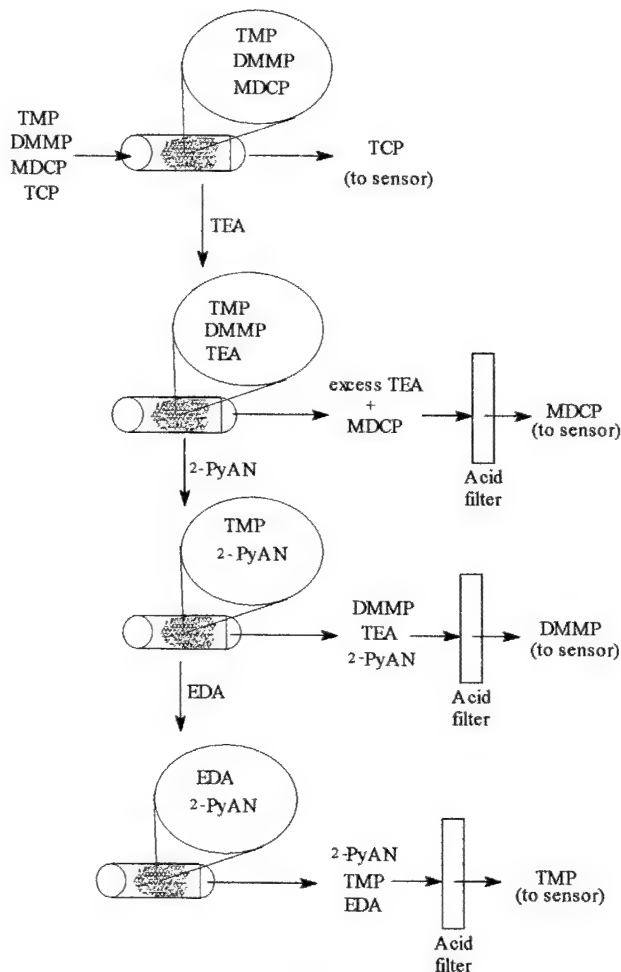 TMP
DMMP
MDCP
TMP
DMMP
MDCP
TCP
TCP
(to sensor)
TEA
TMP
DMMP
TEA
excess TEA
+
MDCP
MDCP
(to sensor)
Acid
filter
2-PyAN
TMP
2-PyAN
DMMP
TEA
2-PyAN
DMMP
(to sensor)
Acid
filter
EDA
EDA
2-PyAN
2-PyAN
TMP
EDA
TMP
(to sensor)
Acid
filter